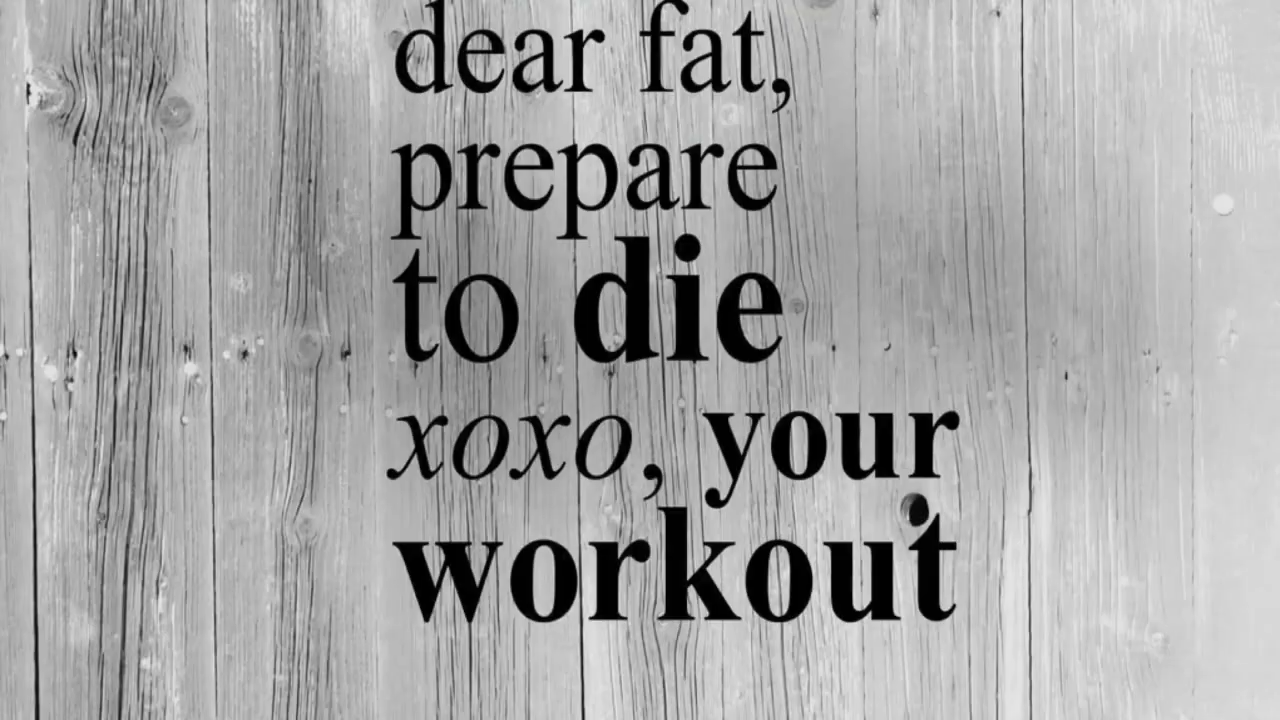 dear fat,
prepare
to die
xoxo, your
workout